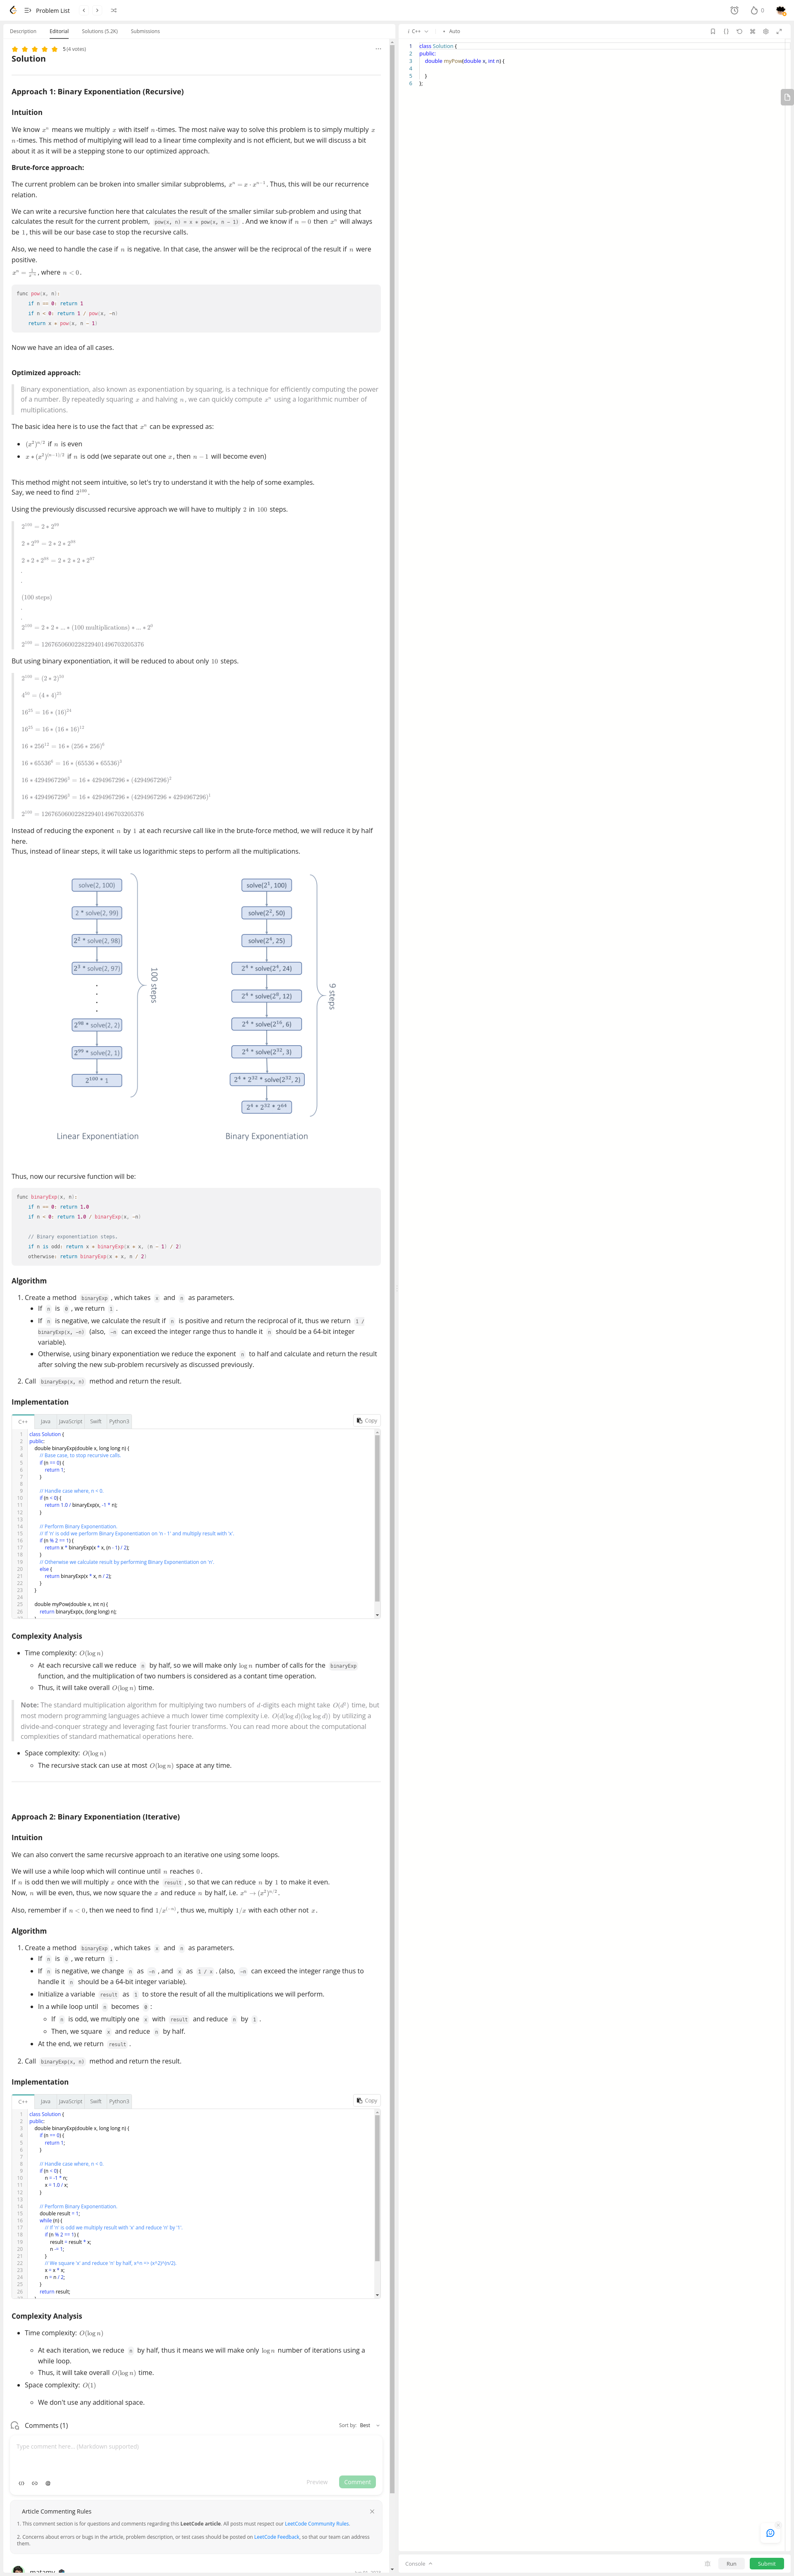 Problem List
0
Description Editorial Solutions (5.2K) Submissions
5 (4 votes)
Solution
Approach 1: Binary Exponentiation (Recursive)
Intuition
We know x^n means we multiply x with itself n-times. The most naive way to solve this problem is to simply multiply x
n-times. This method of multiplying will lead to a linear time complexity and is not efficient, but we will discuss a bit
about it as it will be a stepping stone to our optimized approach.
Brute-force approach:
The current problem can be broken into smaller similar subproblems, x^n = x · x^{n−1}. Thus, this will be our recurrence
relation.
We can write a recursive function here that calculates the result of the smaller similar sub-problem and using that
calculates the result for the current problem, pow(x, n) = x * pow(x, n - 1) . And we know if n = 0 then x^n will always
be 1, this will be our base case to stop the recursive calls.
Also, we need to handle the case if n is negative. In that case, the answer will be reciprocal of the result if n were
positive.
x^n = 1/x^{-n}, where n < 0.
func pow(x, n):
if n == 0: return 1
if n < 0: return 1 / pow(x, -n)
return x * pow(x, n - 1)
Now we have an idea of all cases.
Optimized approach:
Binary exponentiation, also known as exponentiation by squaring, is a technique for efficiently computing the power
of a number. By repeatedly squaring x and halving n, we can quickly compute x^n using a logarithmic number of
multiplications.
The basic idea here is to use the fact that x^n can be expressed as:
• (x^2)^{n/2} if n is even
• x * (x^2)^{(n−1)/2} if n is odd (we separate out one x, then n − 1 will become even)
This method might not seem intuitive, so let's try to understand it with the help of some examples.
Say, we need to find 2^{100}.
Using the previously discussed recursive approach we will have to multiply 2 in 100 steps.
2^{100} = 2 * 2^{99}
2 * 2^{99} = 2 * 2 * 2^{98}
2 * 2 * 2^{98} = 2 * 2 * 2 * 2^{97}
.
.
(100 steps)
.
.
2^{100} = 2 * 2 * ... * (100 multiplications) * ... * 2^0
2^{100} = 1267650600228229401496703205376
But using binary exponentiation, it will be reduced to about only 10 steps.
2^{100} = (2 * 2)^{50}
4^{50} = (4 * 4)^{25}
16^{25} = 16 * (16)^{24}
16^{25} = 16 * (16 * 16)^{12}
16 * 256^{12} = 16 * (256 * 256)^6
16 * 65536^6 = 16 * (65536 * 65536)^3
16 * 4294967296^3 = 16 * 4294967296 * (4294967296)^2
16 * 4294967296^3 = 16 * 4294967296 * (4294967296 * 4294967296)^1
2^{100} = 1267650600228229401496703205376
Instead of reducing the exponent n by 1 at each recursive call like in the brute-force method, we will reduce it by half
here.
Thus, instead of linear steps, it will take us logarithmic steps to perform all the multiplications.
solve(2, 100)
2 * solve(2, 99)
2^2 * solve(2, 98)
2^3 * solve(2, 97)
2^{98} * solve(2, 2)
2^{99} * solve(2, 1)
2^{100} * 1
100 steps
Linear Exponentiation
solve(2^1, 100)
solve(2^2, 50)
solve(2^4, 25)
2^4 * solve(2^4, 24)
2^4 * solve(2^8, 12)
2^4 * solve(2^{16}, 6)
2^4 * solve(2^{32}, 3)
2^4 * 2^{32} * solve(2^{32}, 2)
2^4 * 2^{32} * 2^{64}
9 steps
Binary Exponentiation
Thus, now our recursive function will be:
func binaryExp(x, n):
if n == 0: return 1.0
if n < 0: return 1.0 / binaryExp(x, -n)
// Binary exponentiation steps.
if n is odd: return x * binaryExp(x * x, (n - 1) / 2)
otherwise: return binaryExp(x * x, n / 2)
Algorithm
1. Create a method binaryExp , which takes x and n as parameters.
If n is 0 , we return 1 .
If n is negative, we calculate the result if n is positive and return the reciprocal of it, thus we return 1 /
binaryExp(x, −n) (also, −n can exceed the integer range thus to handle it n should be a 64-bit integer
variable).
Otherwise, using binary exponentiation we reduce the exponent n to half and calculate and return the result
after solving the new sub-problem recursively as discussed previously.
2. Call binaryExp(x, n) method and return the result.
Implementation
C++ Java JavaScript Swift Python3 Copy
1 class Solution {
2 public:
3 double binaryExp(double x, long long n) {
4 // Base case, to stop recursive calls.
5 if (n == 0) {
6 return 1;
7 }
8
9 // Handle case where, n < 0.
10 if (n < 0) {
11 return 1.0 / binaryExp(x, -1 * n);
12 }
13
14 // Perform Binary Exponentiation.
15 // If 'n' is odd we perform Binary Exponentiation on 'n - 1' and multiply result with 'x'.
16 if (n % 2 == 1) {
17 return x * binaryExp(x * x, (n - 1) / 2);
18 }
19 // Otherwise we calculate result by performing Binary Exponentiation on 'n'.
20 else {
21 return binaryExp(x * x, n / 2);
22 }
23 }
24
25 double myPow(double x, int n) {
26 return binaryExp(x, (long long) n);
Complexity Analysis
• Time complexity: O(log n)
At each recursive call we reduce n by half, so we will make only log n number of calls for the binaryExp
function, and the multiplication of two numbers is considered as a contant time operation.
Thus, it will take overall O(log n) time.
Note: The standard multiplication algorithm for multiplying two numbers of d-digits each might take O(d^2) time, but
most modern programming languages achieve a much lower time complexity i.e. O(d(log d)(log log d)) by utilizing a
divide-and-conquer strategy and leveraging fast fourier transforms. You can read more about the computational
complexities of standard mathematical operations here.
• Space complexity: O(log n)
The recursive stack can use at most O(log n) space at any time.
Approach 2: Binary Exponentiation (Iterative)
Intuition
We can also convert the same recursive approach to an iterative one using some loops.
We will use a while loop which will continue until n reaches 0.
If n is odd then we will multiply x once with the result , so that we can reduce n by 1 to make it even.
Now, n will be even, thus, we now square the x and reduce n by half, i.e. x^n → (x^2)^{n/2}.
Also, remember if n < 0, then we need to find 1/x^{(−n)}, thus we, multiply 1/x with each other not x.
Algorithm
1. Create a method binaryExp , which takes x and n as parameters.
If n is 0 , we return 1 .
If n is negative, we change n as −n , and x as 1 / x . (also, −n can exceed the integer range thus to
handle it n should be a 64-bit integer variable).
Initialize a variable result as 1 to store the result of all the multiplications we will perform.
In a while loop until n becomes 0 :
If n is odd, we multiply one x with result and reduce n by 1 .
Then, we square x and reduce n by half.
At the end, we return result .
2. Call binaryExp(x, n) method and return the result.
Implementation
C++ Java JavaScript Swift Python3 Copy
1 class Solution {
2 public:
3 double binaryExp(double x, long long n) {
4 if (n == 0) {
5 return 1;
6 }
7
8 // Handle case where, n < 0.
9 if (n < 0) {
10 n = -1 * n;
11 x = 1.0 / x;
12 }
13
14 // Perform Binary Exponentiation.
15 double result = 1;
16 while (n) {
17 // If 'n' is odd we multiply result with 'x' and reduce 'n' by '1'.
18 if (n % 2 == 1) {
19 result = result * x;
20 n -= 1;
21 }
22 // We square 'x' and reduce 'n' by half, x^n => (x^2)^(n/2).
23 x = x * x;
24 n = n / 2;
25 }
26 return result;
Complexity Analysis
• Time complexity: O(log n)
At each iteration, we reduce n by half, thus it means we will make only log n number of iterations using a
while loop.
Thus, it will take overall O(log n) time.
• Space complexity: O(1)
We don't use any additional space.
Comments (1) Sort by: Best
Type comment here... (Markdown supported)
Preview Comment
Article Commenting Rules
1. This comment section is for questions and comments regarding this LeetCode article. All posts must respect our LeetCode Community Rules.
2. Concerns about errors or bugs in the article, problem description, or test cases should be posted on LeetCode Feedback, so that our team can address
them.
i C++ • Auto
1 class Solution {
2 public:
3 double myPow(double x, int n) {
4
5 }
6 };
Console Run Submit